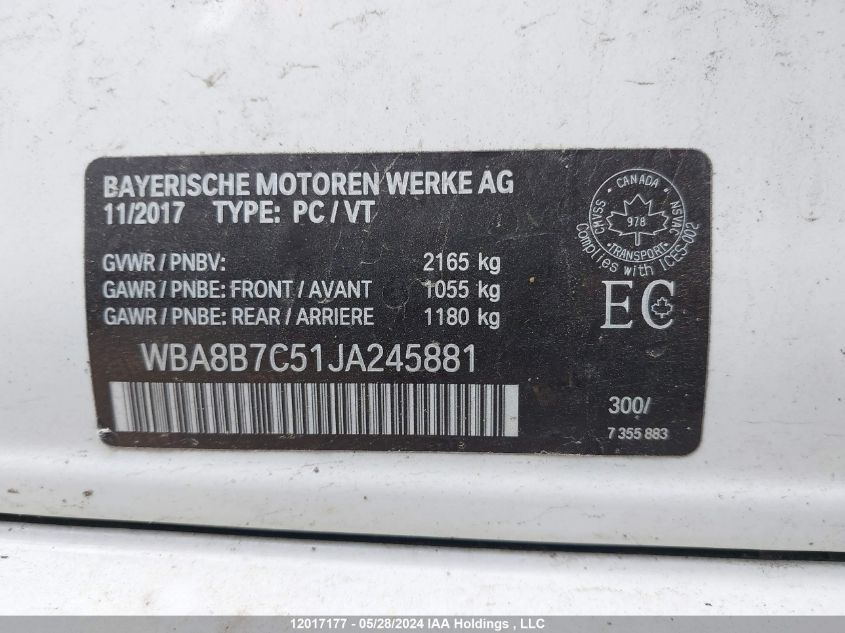 BAYERISCHE MOTOREN WERKE AG
11/2017 TYPE: PC / VT
GVWR / PNBV: 2165 kg
GAWR / PNBE: FRONT / AVANT 1055 kg
GAWR / PNBE: REAR / ARRIERE 1180 kg
WBA8B7C51JA245881
CANADA
CMVSS
NSVAC
978
TRANSPORT
Complies with ICES-002
EC
300/
7 355 883
12017177 - 05/28/2024 IAA Holdings , LLC